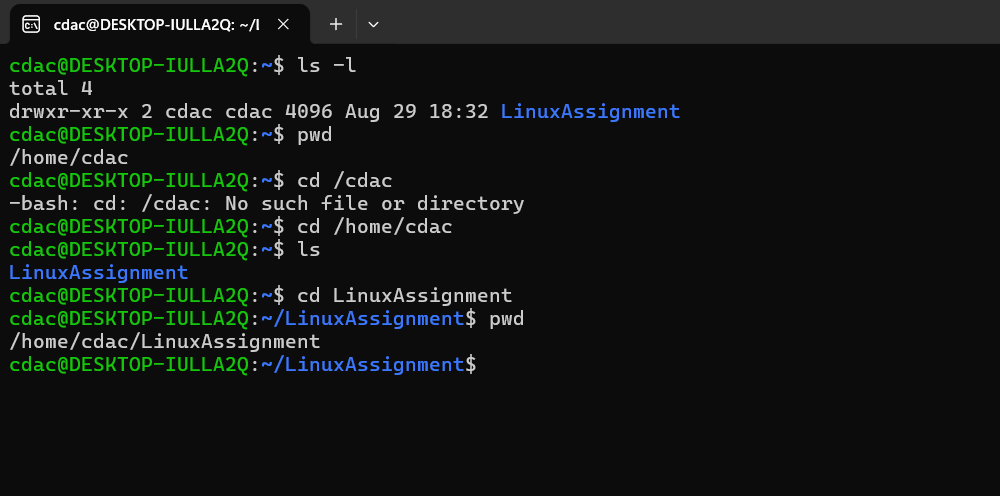 cdac@DESKTOP-IULLA2Q: ~/l
cdac@DESKTOP-IULLA2Q:~$ ls -l
total 4
drwxr-xr-x 2 cdac cdac 4096 Aug 29 18:32 LinuxAssignment
cdac@DESKTOP-IULLA2Q:~$ pwd
/home/cdac
cdac@DESKTOP-IULLA2Q:~$ cd /cdac
-bash: cd: /cdac: No such file or directory
cdac@DESKTOP-IULLA2Q:~$ cd /home/cdac
cdac@DESKTOP-IULLA2Q:~$ ls
LinuxAssignment
cdac@DESKTOP-IULLA2Q:~$ cd LinuxAssignment
cdac@DESKTOP-IULLA2Q:~/LinuxAssignment$ pwd
/home/cdac/LinuxAssignment
cdac@DESKTOP-IULLA2Q:~/LinuxAssignment$